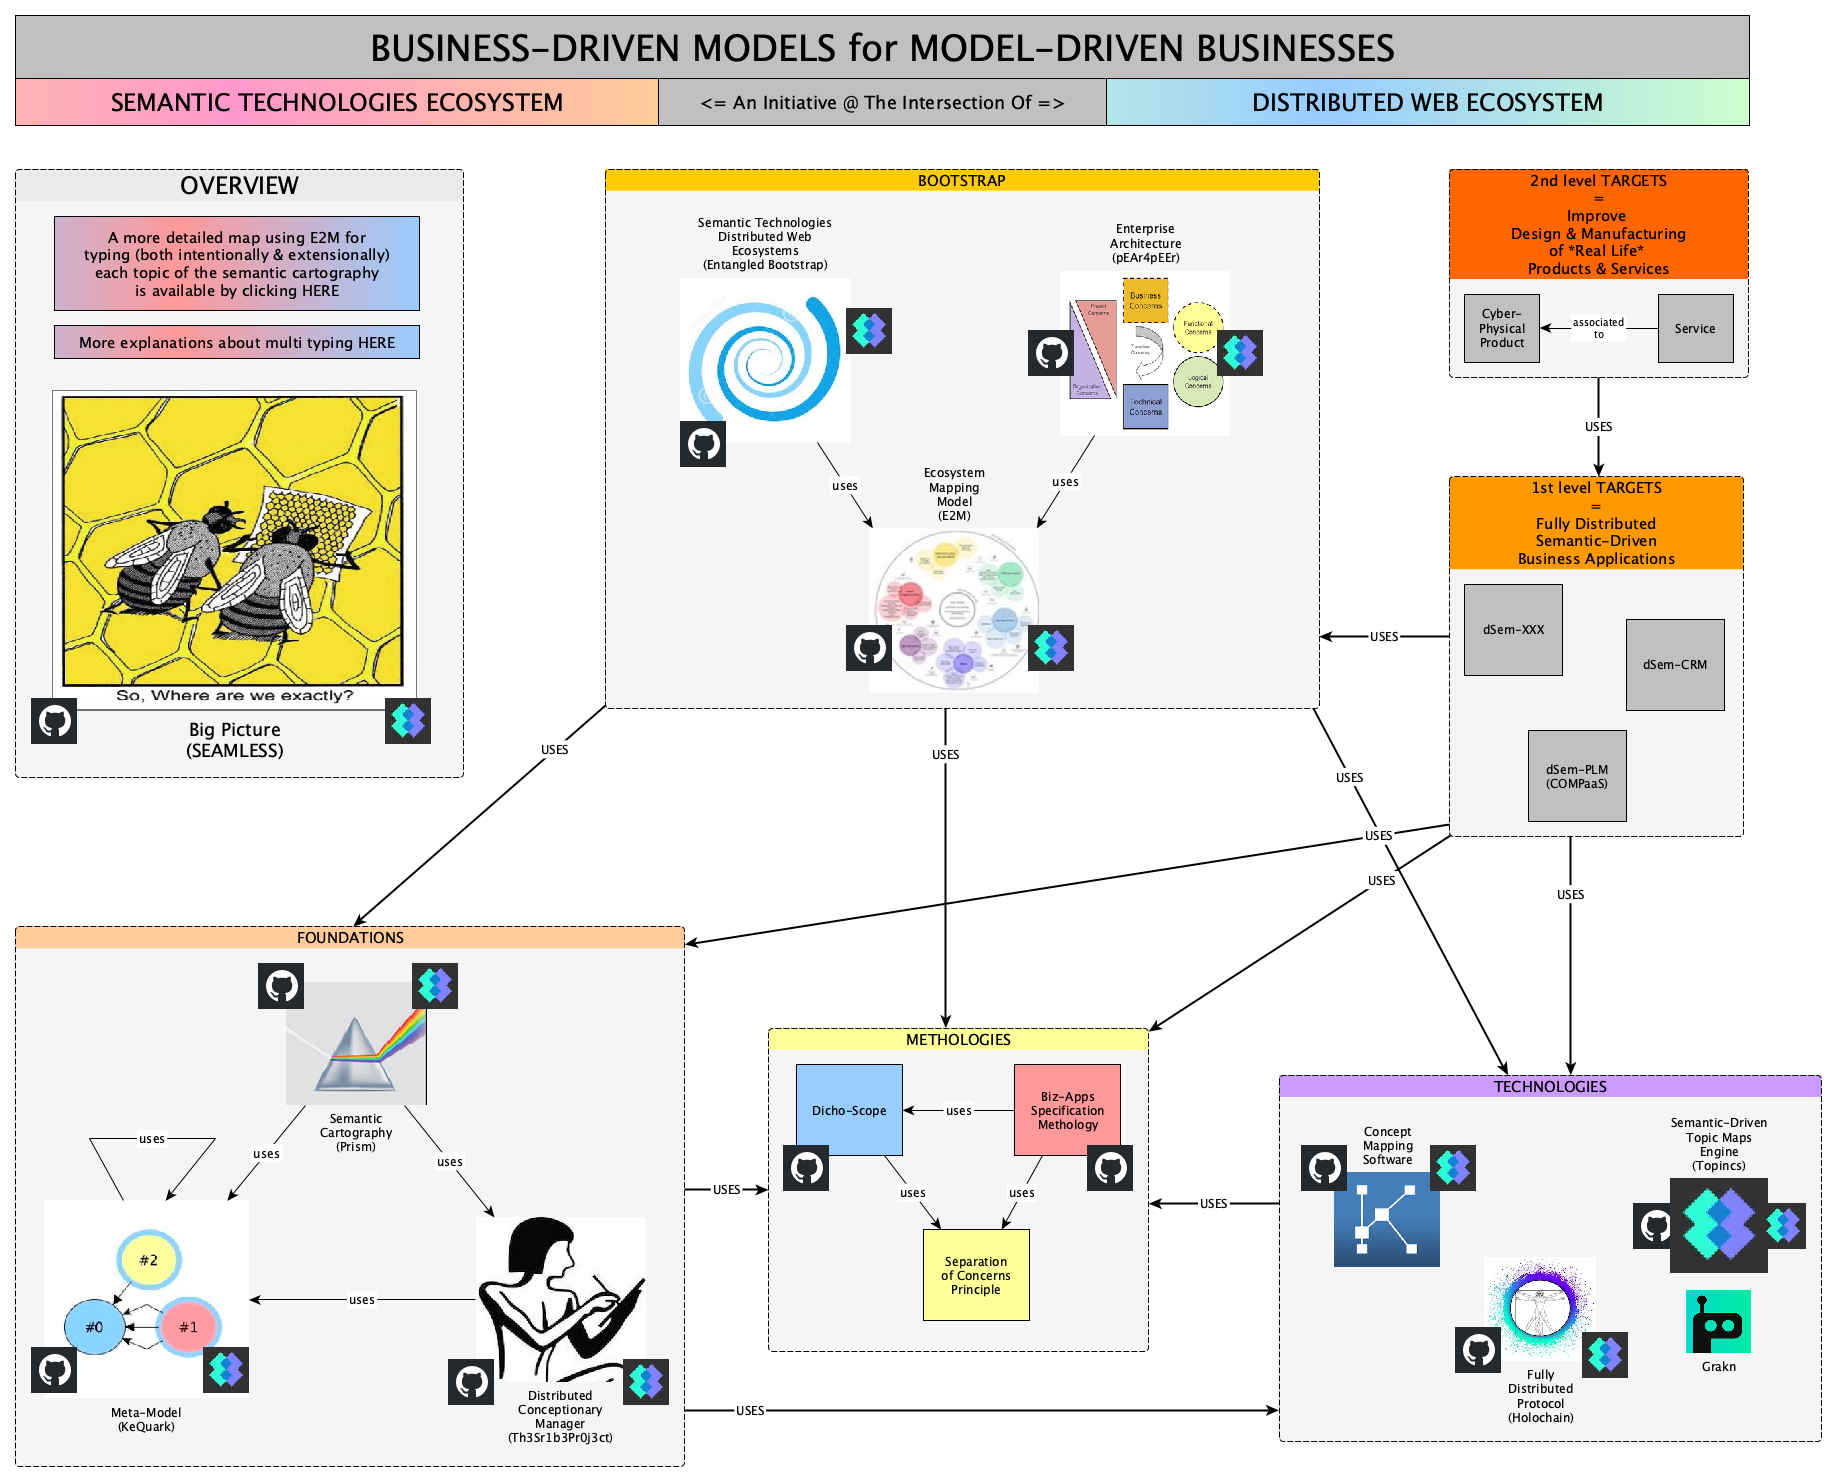 BUSINESS-DRIVEN MODELS for MODEL-DRIVEN BUSINESSES
SEMANTIC TECHNOLOGIES ECOSYSTEM
<= An Initiative @ The Intersection Of =>
DISTRIBUTED WEB ECOSYSTEM
OVERVIEW
A more detailed map using E2M for
typing (both intentionally & extensionally)
each topic of the semantic cartography
is available by clicking HERE
More explanations about multi typing HERE
So, Where are we exactly?
Big Picture
(SEAMLESS)
BOOTSTRAP
Semantic Technologies
Distributed Web
Ecosystems
(Entangled Bootstrap)
Enterprise
Architecture
(pEAr4pEEr)
Project
Concerns
Organization
Concerns
Business
Concerns
Transition
Concerns
Functional
Concerns
Logical
Concerns
Technical
Concerns
uses
uses
Ecosystem
Mapping
Model
(E2M)
2nd level TARGETS
=
Improve
Design & Manufacturing
of *Real Life*
Products & Services
Cyber-
Physical
Product
associated
to
Service
USES
1st level TARGETS
=
Fully Distributed
Semantic-Driven
Business Applications
dSem-XXX
dSem-CRM
dSem-PLM
(COMPaaS)
USES
USES
USES
USES
USES
USES
USES
FOUNDATIONS
Semantic
Cartography
(Prism)
uses
uses
uses
#2
#0
#1
uses
Meta-Model
(KeQuark)
Distributed
Conceptionary
Manager
(Th3Sr1b3Pr0j3ct)
USES
USES
METHOLOGIES
Dicho-Scope
uses
Biz-Apps
Specification
Methology
uses
uses
Separation
of Concerns
Principle
USES
TECHNOLOGIES
Concept
Mapping
Software
Semantic-Driven
Topic Maps
Engine
(Topincs)
Fully
Distributed
Protocol
(Holochain)
Grakn